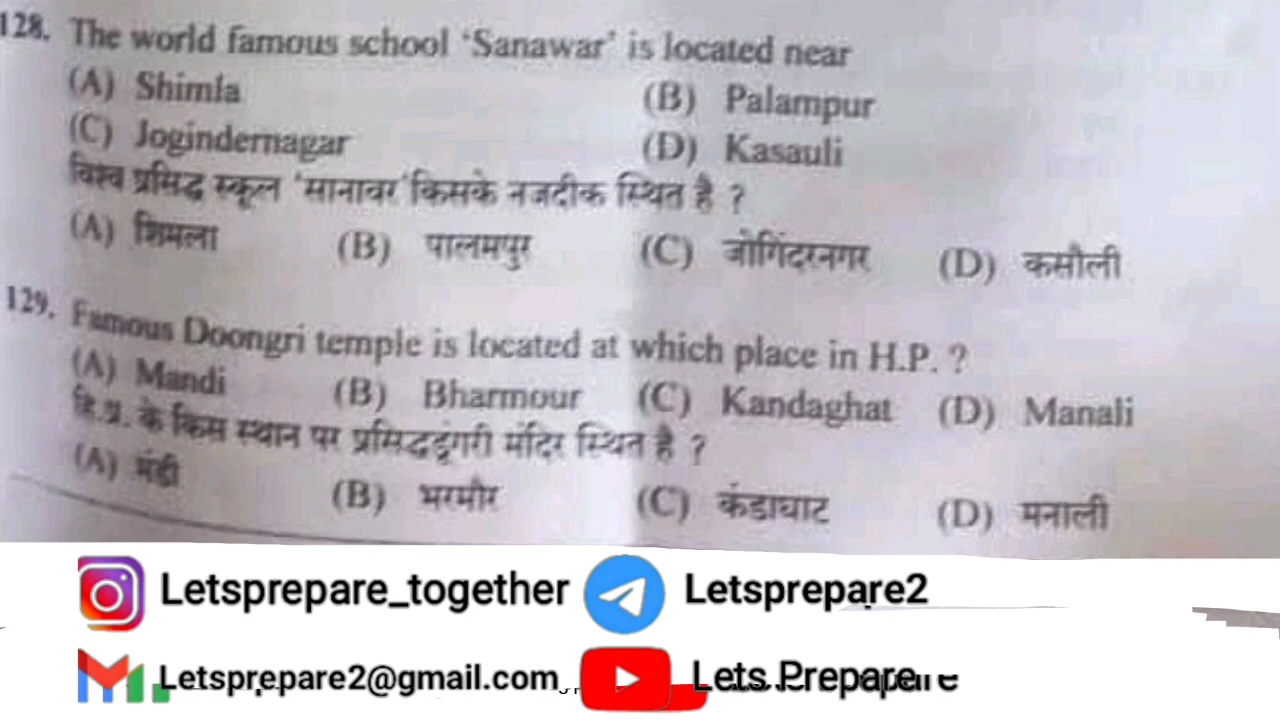 128. The world famous school 'Sanawar' is located near
(A) Shimla (B) Palampur
(C) Jogindernagar (D) Kasauli
विश्व प्रसिद्ध स्कूल 'सानावर' किसके नजदीक स्थित है ?
(A) शिमला (B) पालमपुर (C) जोगिंदरनगर (D) कसौली
129. Famous Doongri temple is located at which place in H.P. ?
(A) Mandi (B) Bharmour (C) Kandaghat (D) Manali
हि.प्र. के किस स्थान पर प्रसिद्ध डूंगरी मंदिर स्थित है ?
(A) मंडी (B) भरमौर (C) कंडाघाट (D) मनाली
Letsprepare_together Letsprepare2
Letsprepare2@gmail.com Lets Prepare